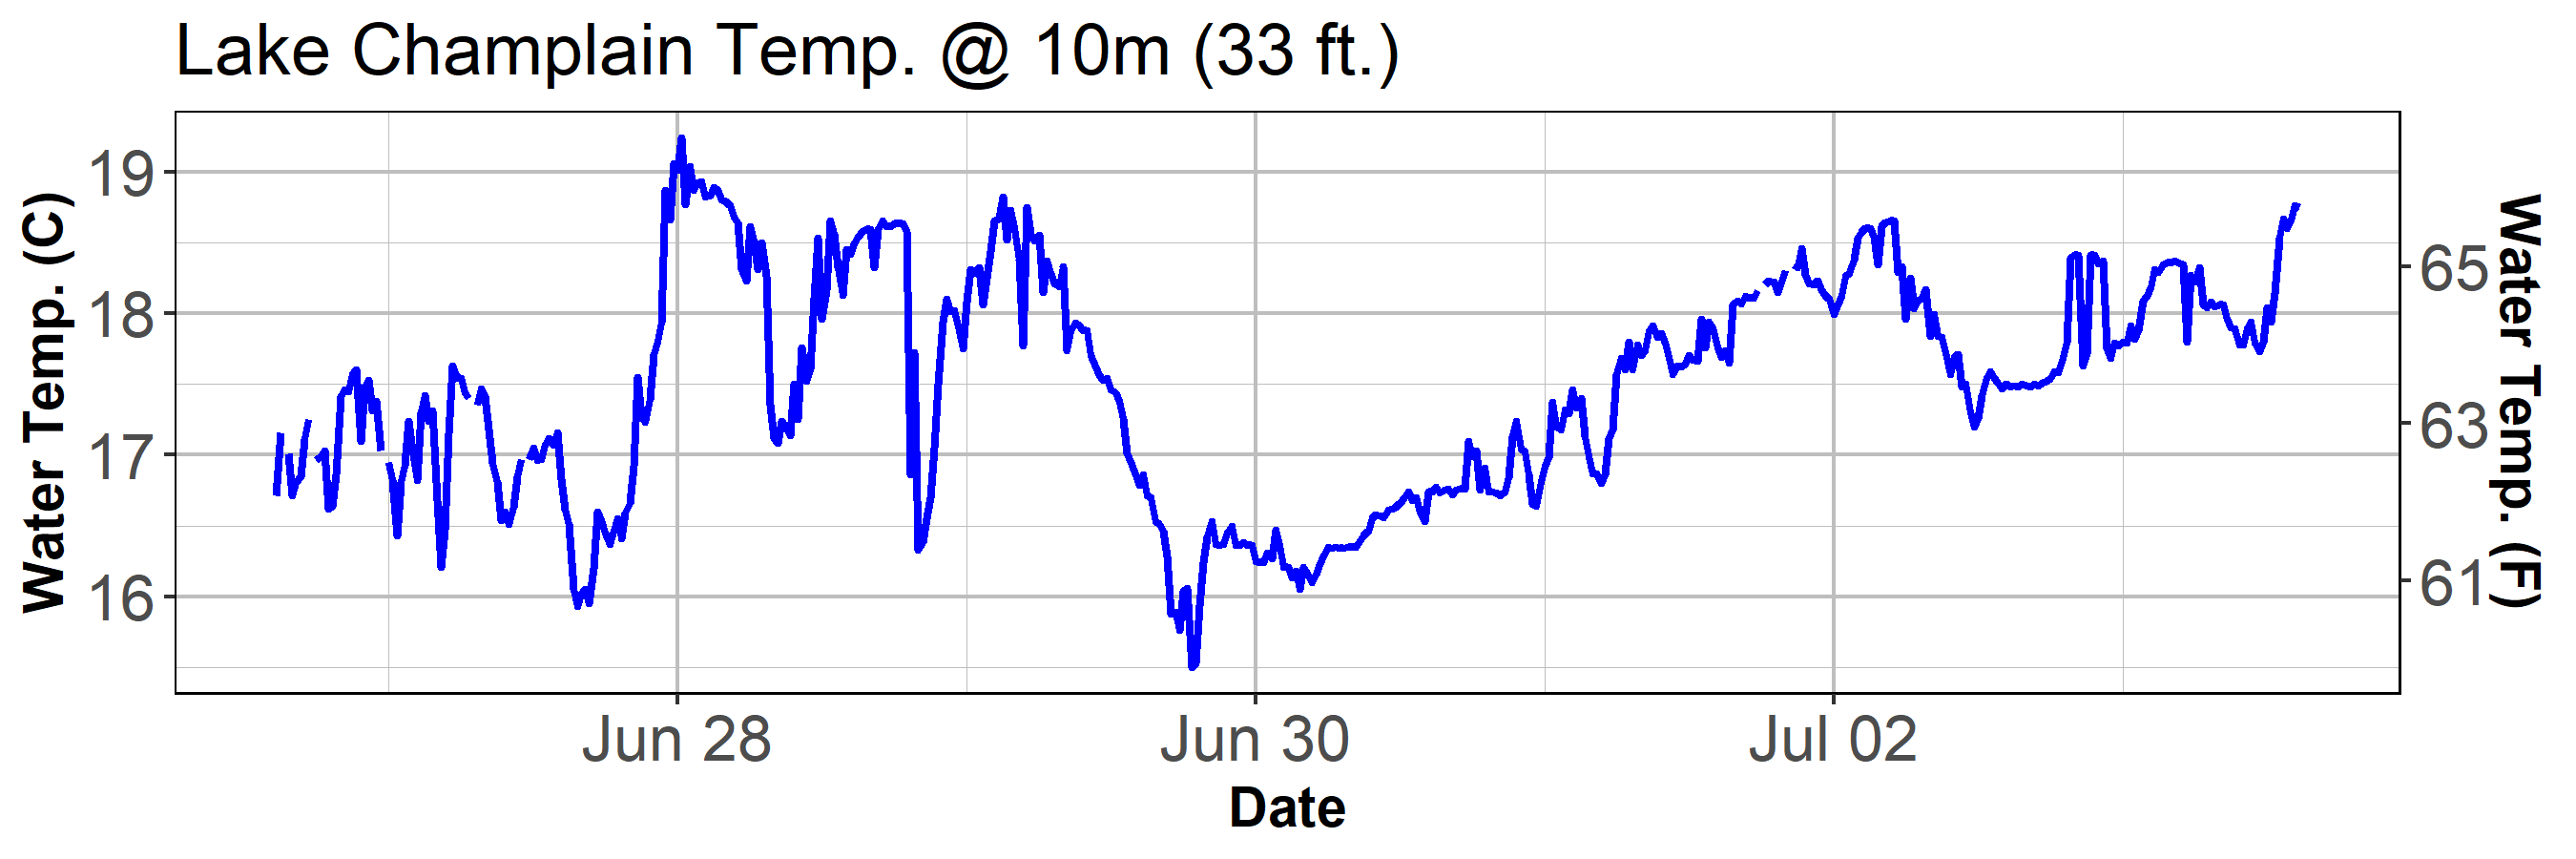 Lake Champlain Temp. @ 10m (33 ft.)
Water Temp. (C)
19
18
17
16
65
63
61
Water Temp. (F)
Jun 28
Jun 30
Jul 02
Date